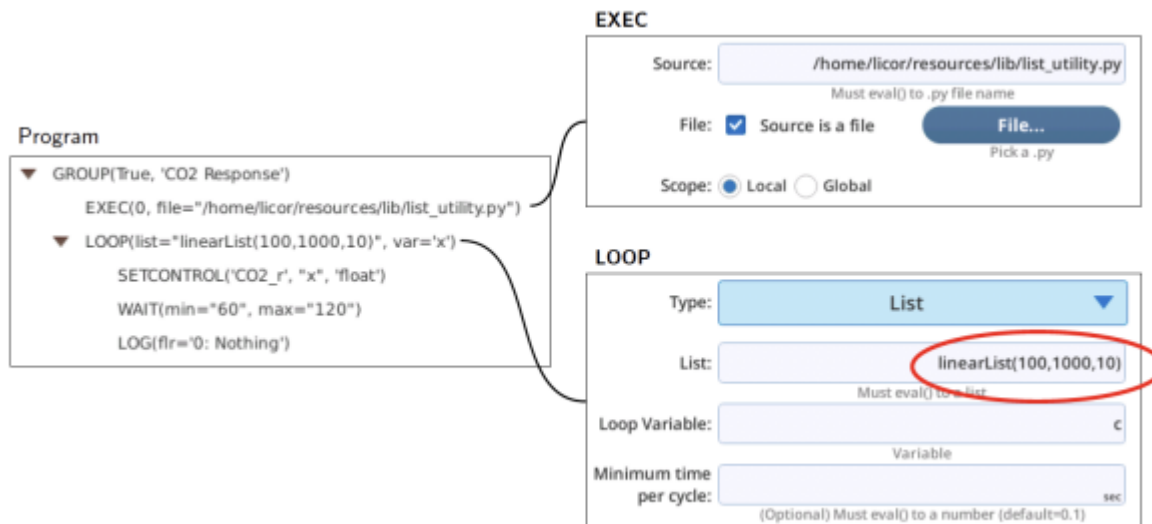 Program
GROUP(True, 'CO2 Response')
EXEC(0, file="/home/licor/resources/lib/list_utility.py")
LOOP(list="linearList(100,1000,10)", var='x')
SETCONTROL('CO2_r', "x", 'float')
WAIT(min="60", max="120")
LOG(flr='0: Nothing')
EXEC
Source: /home/licor/resources/lib/list_utility.py
Must eval() to .py file name
File: Source is a file File...
Pick a .py
Scope: Local Global
LOOP
Type: List
List: linearList(100,1000,10)
Must eval() to a list
Loop Variable: c
Variable
Minimum time
per cycle: sec
(Optional) Must eval() to a number (default=0.1)